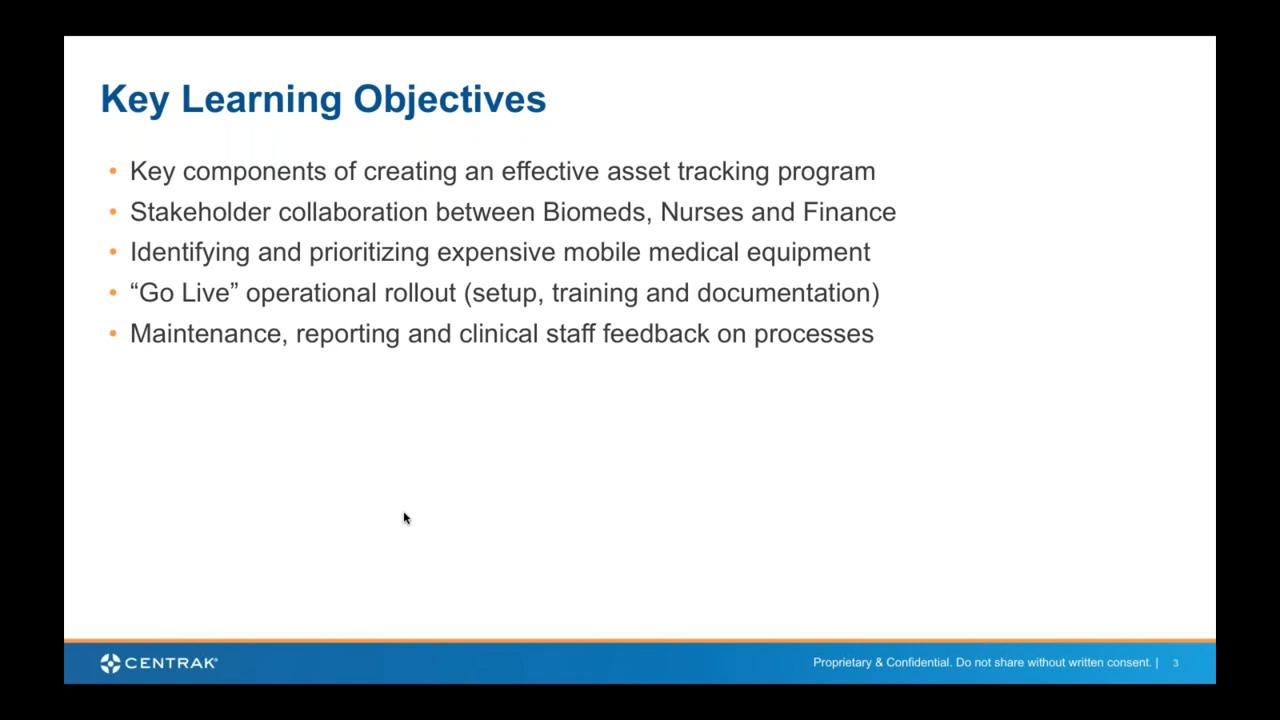 Key Learning Objectives
• Key components of creating an effective asset tracking program
• Stakeholder collaboration between Biomeds, Nurses and Finance
• Identifying and prioritizing expensive mobile medical equipment
• “Go Live” operational rollout (setup, training and documentation)
• Maintenance, reporting and clinical staff feedback on processes
CENTRAK®
Proprietary & Confidential. Do not share without written consent. | 3